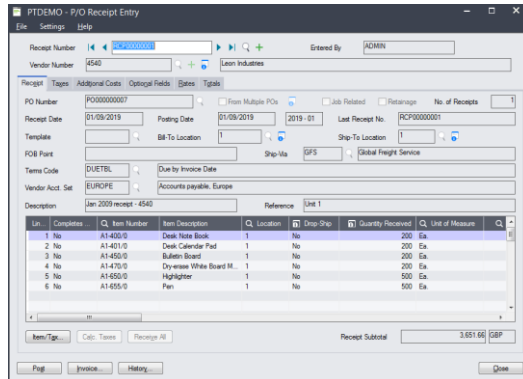 PTDEMO - P/O Receipt Entry
File Settings Help
Receipt Number RCP00000001 Entered By ADMIN
Vendor Number 4540 Leon Industries
Receipt Taxes Additional Costs Optional Fields Rates Totals
PO Number PO000000007 From Multiple POs Job Related Retainage No. of Receipts 1
Receipt Date 01/09/2019 Posting Date 01/09/2019 2019 - 01 Last Receipt No. RCP00000001
Template Bill-To Location 1 Ship-To Location 1
FOB Point Ship-Via GFS Global Freight Service
Terms Code DUETBL Due by Invoice Date
Vendor Acct. Set EUROPE Accounts payable, Europe
Description Jan 2009 receipt - 4540 Reference Unit 1
Lin... Completes ... Item Number Item Description Location Drop-Ship Quantity Received Unit of Measure
1 No A1-400/0 Desk Note Book 1 No 200 Ea.
2 No A1-401/0 Desk Calendar Pad 1 No 200 Ea.
3 No A1-450/0 Bulletin Board 1 No 200 Ea.
4 No A1-470/0 Dry-erase White Board M... 1 No 200 Ea.
5 No A1-650/0 Highlighter 1 No 500 Ea.
6 No A1-655/0 Pen 1 No 500 Ea.
Item/Tax... Calc. Taxes Receive All Receipt Subtotal 3,651.66 GBP
Post Invoice... History... Close